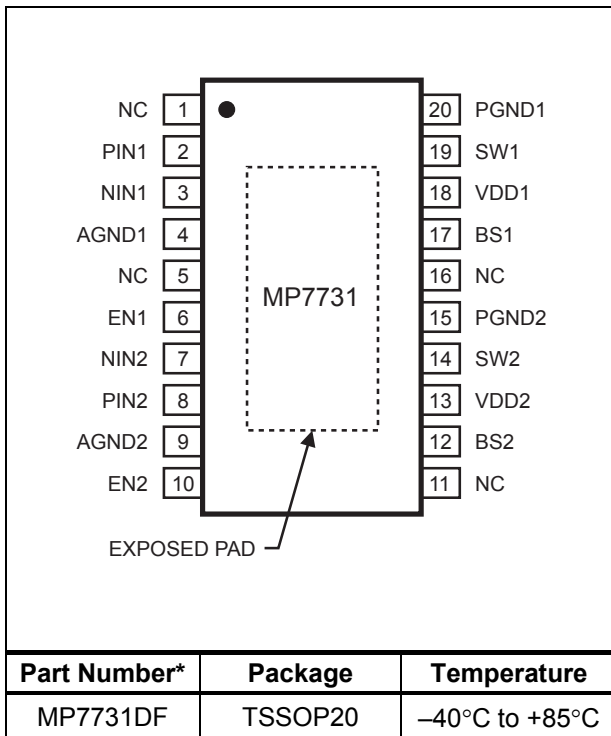 NC 1 20 PGND1
PIN1 2 19 SW1
NIN1 3 18 VDD1
AGND1 4 17 BS1
NC 5 16 NC
MP7731
EN1 6 15 PGND2
NIN2 7 14 SW2
PIN2 8 13 VDD2
AGND2 9 12 BS2
EN2 10 11 NC
EXPOSED PAD
Part Number* Package Temperature
MP7731DF TSSOP20 –40°C to +85°C